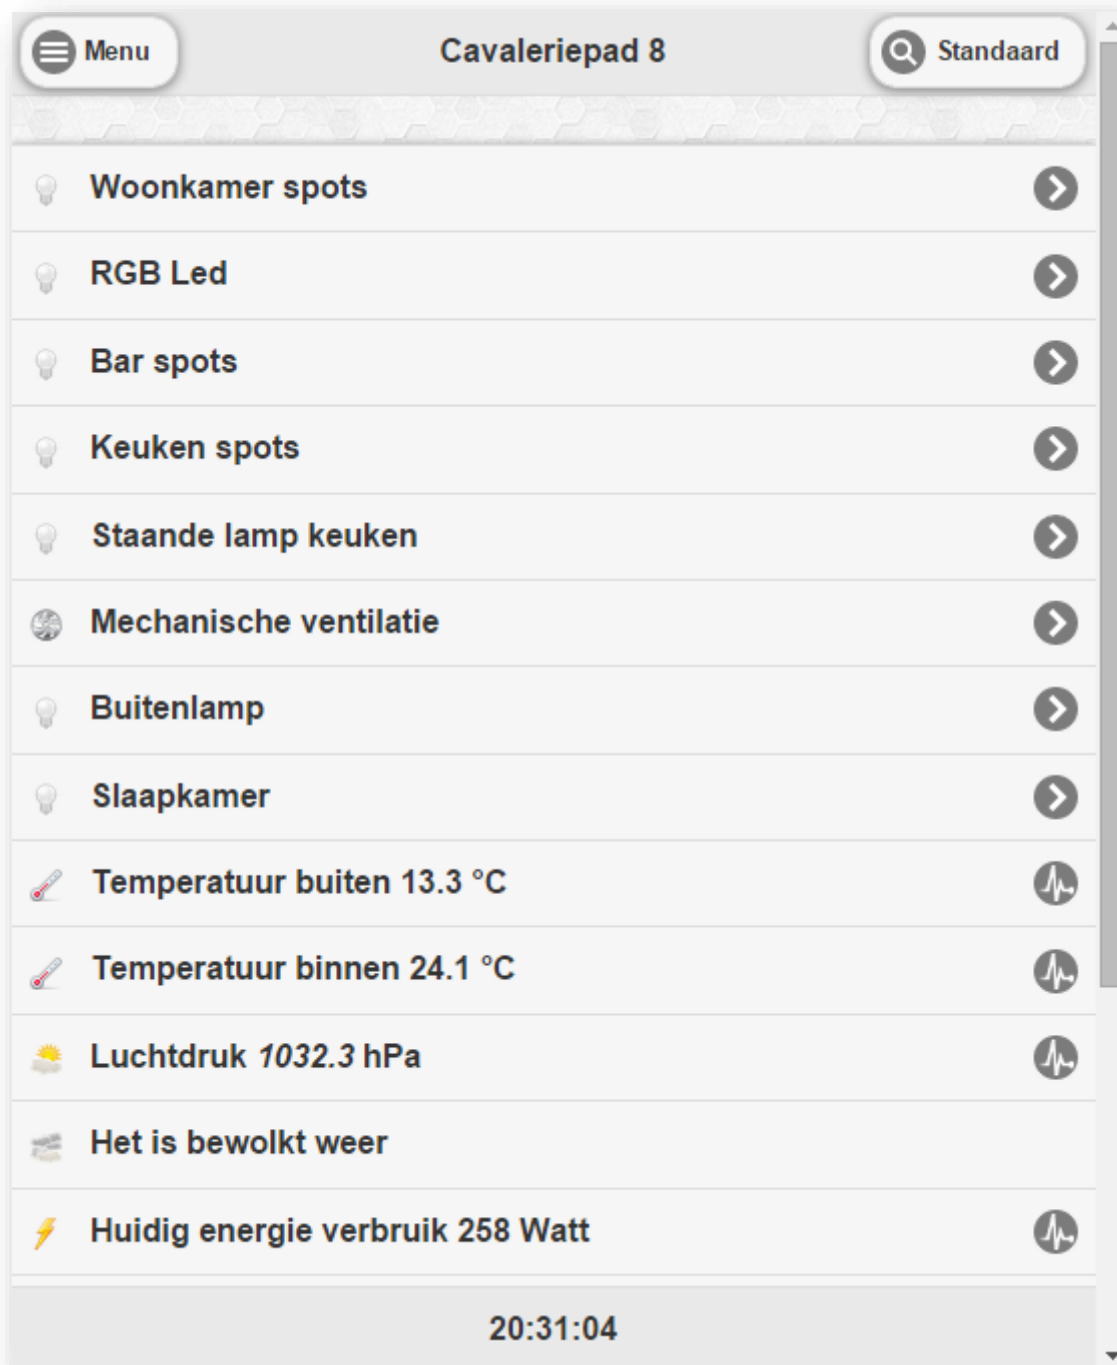 Menu
Cavaleriepad 8
Standaard
Woonkamer spots
RGB Led
Bar spots
Keuken spots
Staande lamp keuken
Mechanische ventilatie
Buitenlamp
Slaapkamer
Temperatuur buiten 13.3 °C
Temperatuur binnen 24.1 °C
Luchtdruk 1032.3 hPa
Het is bewolkt weer
Huidig energie verbruik 258 Watt
20:31:04